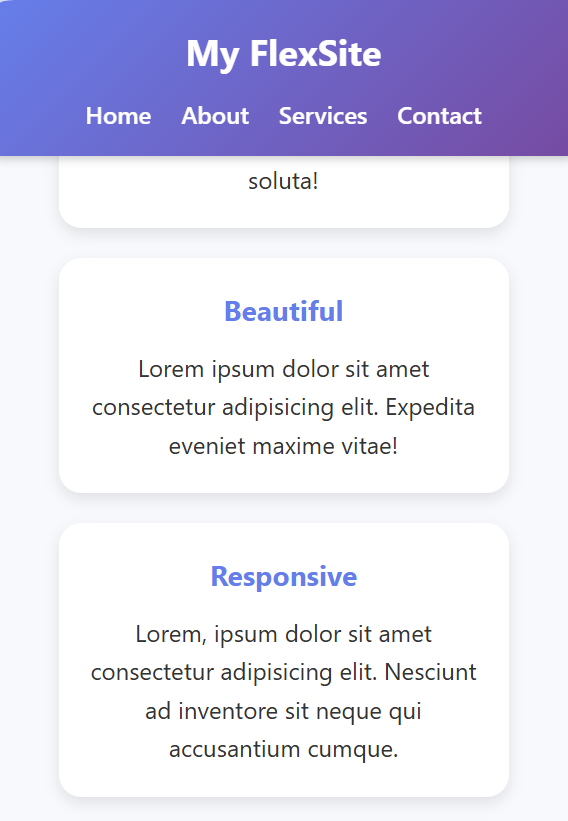 My FlexSite
Home About Services Contact
soluta!
Beautiful
Lorem ipsum dolor sit amet
consectetur adipisicing elit. Expedita
eveniet maxime vitae!
Responsive
Lorem, ipsum dolor sit amet
consectetur adipisicing elit. Nesciunt
ad inventore sit neque qui
accusantium cumque.